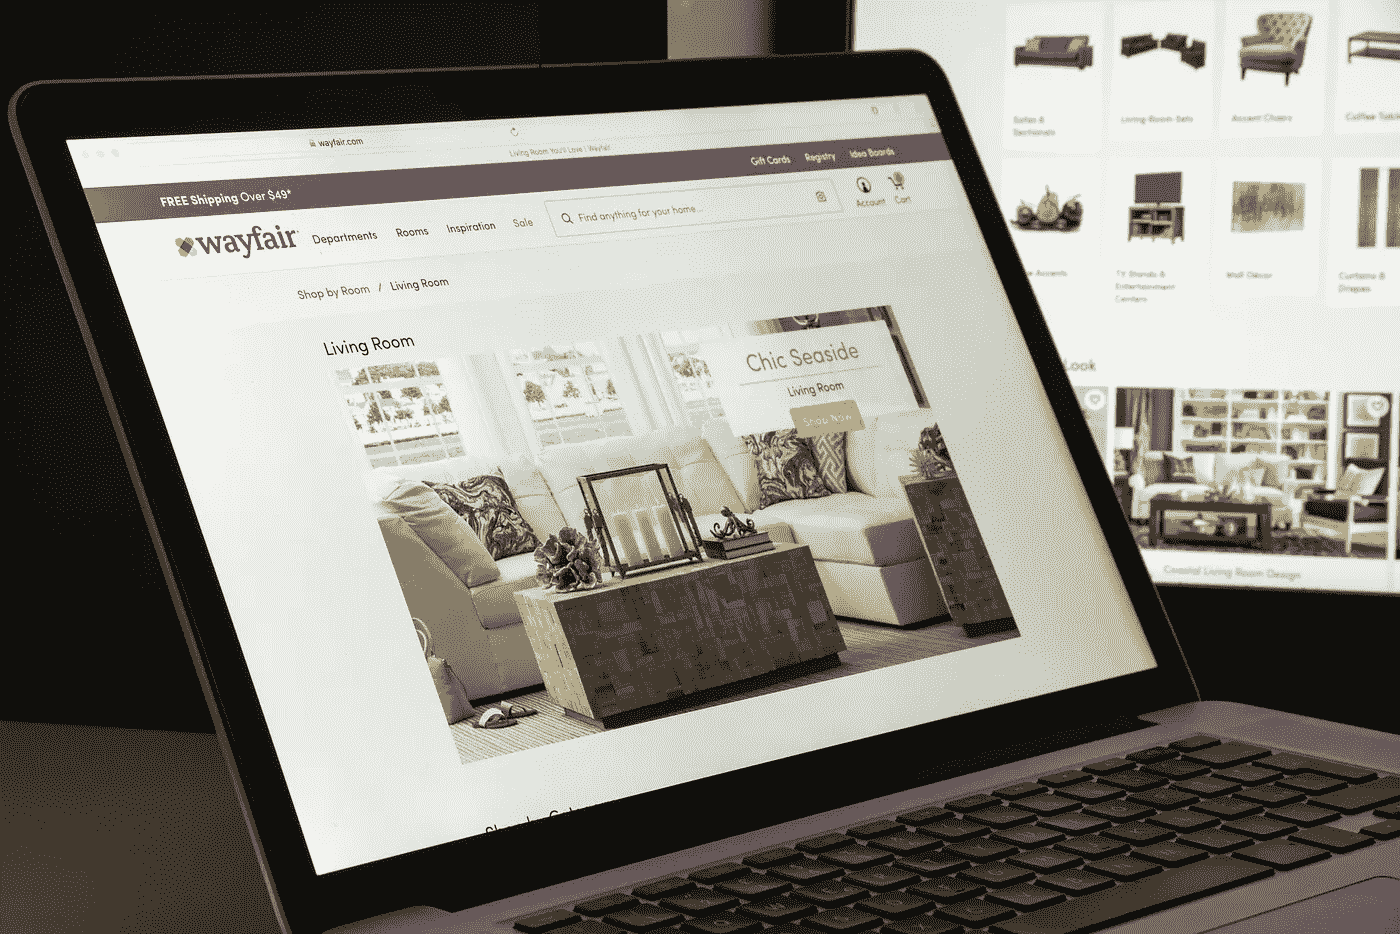 wayfair.com
Living Room You'll Love | Wayfair
FREE Shipping Over $49*
Gift Cards Registry Idea Boards
wayfair
Departments Rooms Inspiration Sale
Find anything for your home...
Account Cart
Shop by Room / Living Room
Living Room
Chic Seaside
Living Room
Shop Now
Shop by
Sofas &
Sectionals
Living Room Sets
Accent Chairs
Coffee
Accents
TV Stands &
Entertainment
Centers
Wall Décor
Curtains &
Drapes
Look
Coastal Living Room Design